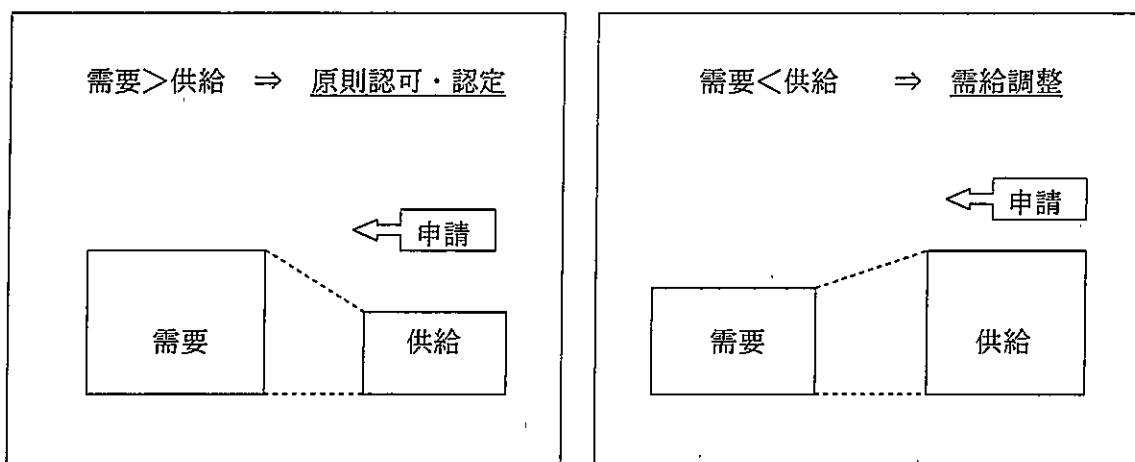 需要＞供給 ⇒ 原則認可・認定
申請
需要
供給
需要＜供給 ⇒ 需給調整
申請
需要
供給